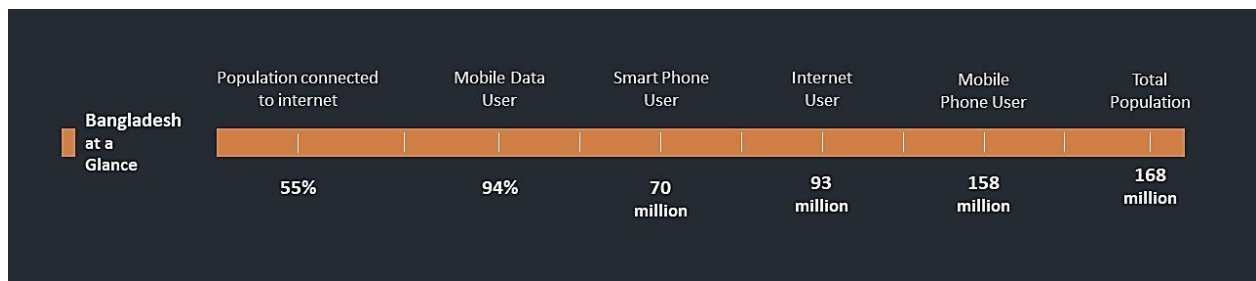 Bangladesh
at a
Glance
Population connected
to internet
55%
Mobile Data
User
94%
Smart Phone
User
70
million
Internet
User
93
million
Mobile
Phone User
158
million
Total
Population
168
million